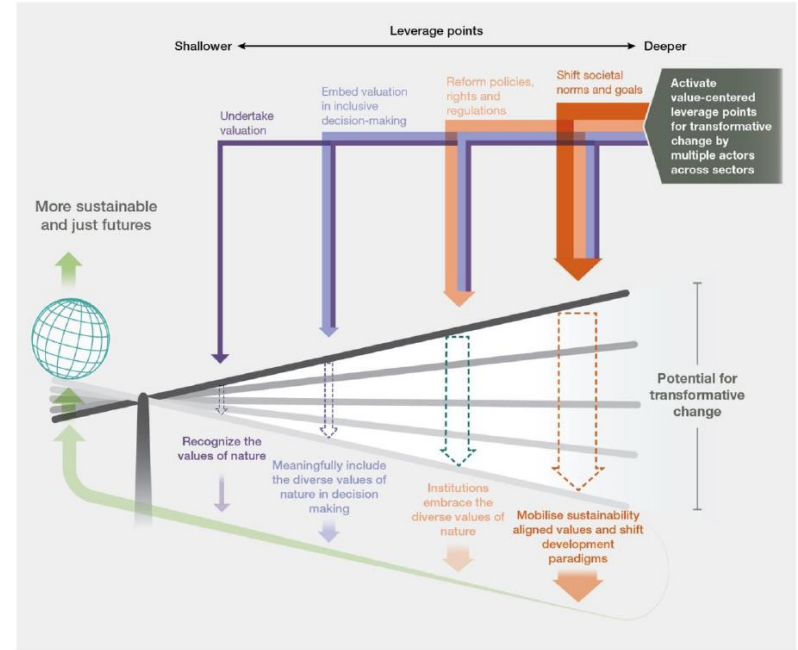 Leverage points
Shallower
Deeper
Undertake
valuation
Embed valuation
in inclusive
decision-making
Reform policies,
rights and
regulations
Shift societal
norms and goals
Activate
value-centered
leverage points
for transformative
change by
multiple actors
across sectors
More sustainable
and just futures
Potential for
transformative
change
Recognize the
values of nature
Meaningfully include
the diverse values of
nature in decision
making
Institutions
embrace the
diverse values of
nature
Mobilise sustainability
aligned values and shift
development
paradigms